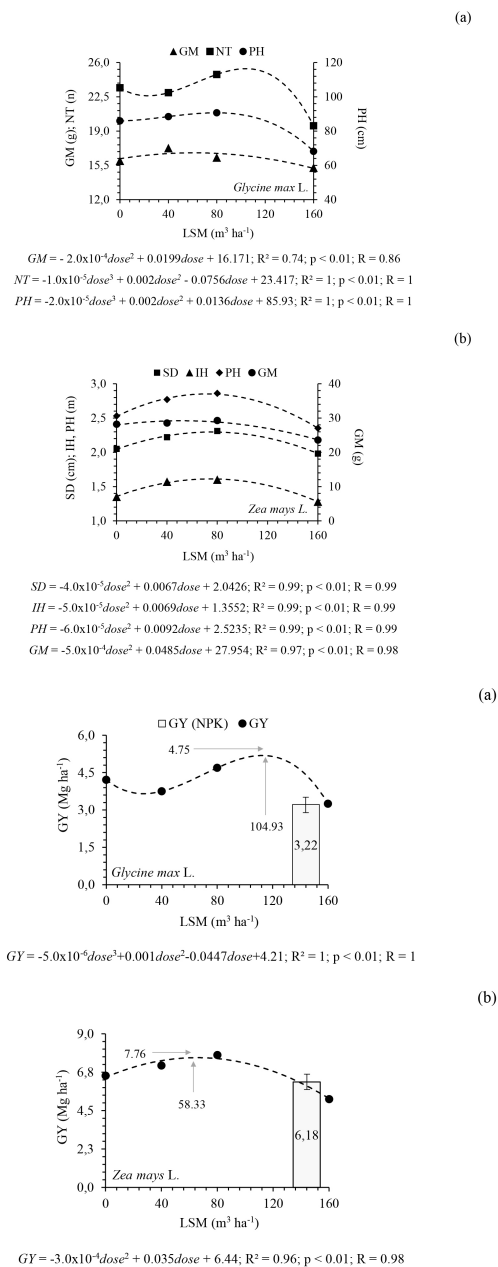 (a)
GM NT PH
26,0
22,5
19,0
15,5
12,0
120
100
80
60
40
GM (g); NT (n)
PH (cm)
Glycine max L.
0 40 80 120 160
LSM (m³ ha⁻¹)
GM = - 2.0x10⁻⁴dose² + 0.0199dose + 16.171; R² = 0.74; p < 0.01; R = 0.86
NT = -1.0x10⁻⁵dose³ + 0.002dose² - 0.0756dose + 23.417; R² = 1; p < 0.01; R = 1
PH = -2.0x10⁻⁵dose³ + 0.002dose² + 0.0136dose + 85.93; R² = 1; p < 0.01; R = 1
(b)
SD IH PH GM
3,0
2,5
2,0
1,5
1,0
40
30
20
10
0
SD (cm); IH, PH (m)
GM (g)
Zea mays L.
0 40 80 120 160
LSM (m³ ha⁻¹)
SD = -4.0x10⁻⁵dose² + 0.0067dose + 2.0426; R² = 0.99; p < 0.01; R = 0.99
IH = -5.0x10⁻⁵dose² + 0.0069dose + 1.3552; R² = 0.99; p < 0.01; R = 0.99
PH = -6.0x10⁻⁵dose² + 0.0092dose + 2.5235; R² = 0.99; p < 0.01; R = 0.99
GM = -5.0x10⁻⁴dose² + 0.0485dose + 27.954; R² = 0.97; p < 0.01; R = 0.98
(a)
GY (NPK) GY
6,0
4,5
3,0
1,5
0,0
GY (Mg ha⁻¹)
4.75
104.93
3,22
Glycine max L.
0 40 80 120 160
LSM (m³ ha⁻¹)
GY = -5.0x10⁻⁶dose³+0.001dose²-0.0447dose+4.21; R² = 1; p < 0.01; R = 1
(b)
9,0
6,8
4,5
2,3
0,0
GY (Mg ha⁻¹)
7.76
58.33
6,18
Zea mays L.
0 40 80 120 160
LSM (m³ ha⁻¹)
GY = -3.0x10⁻⁴dose² + 0.035dose + 6.44; R² = 0.96; p < 0.01; R = 0.98